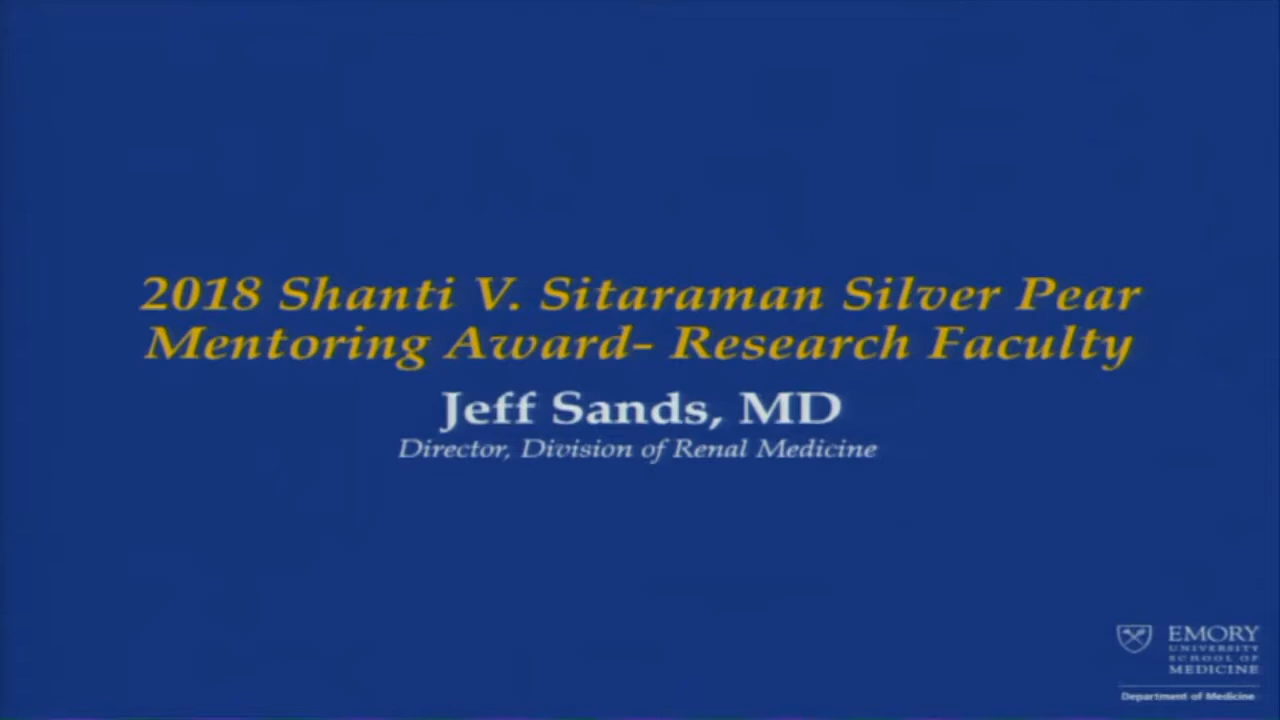 2018 Shanti V. Sitaraman Silver Pear
Mentoring Award- Research Faculty
Jeff Sands, MD
Director, Division of Renal Medicine
EMORY
UNIVERSITY
SCHOOL OF
MEDICINE
Department of Medicine